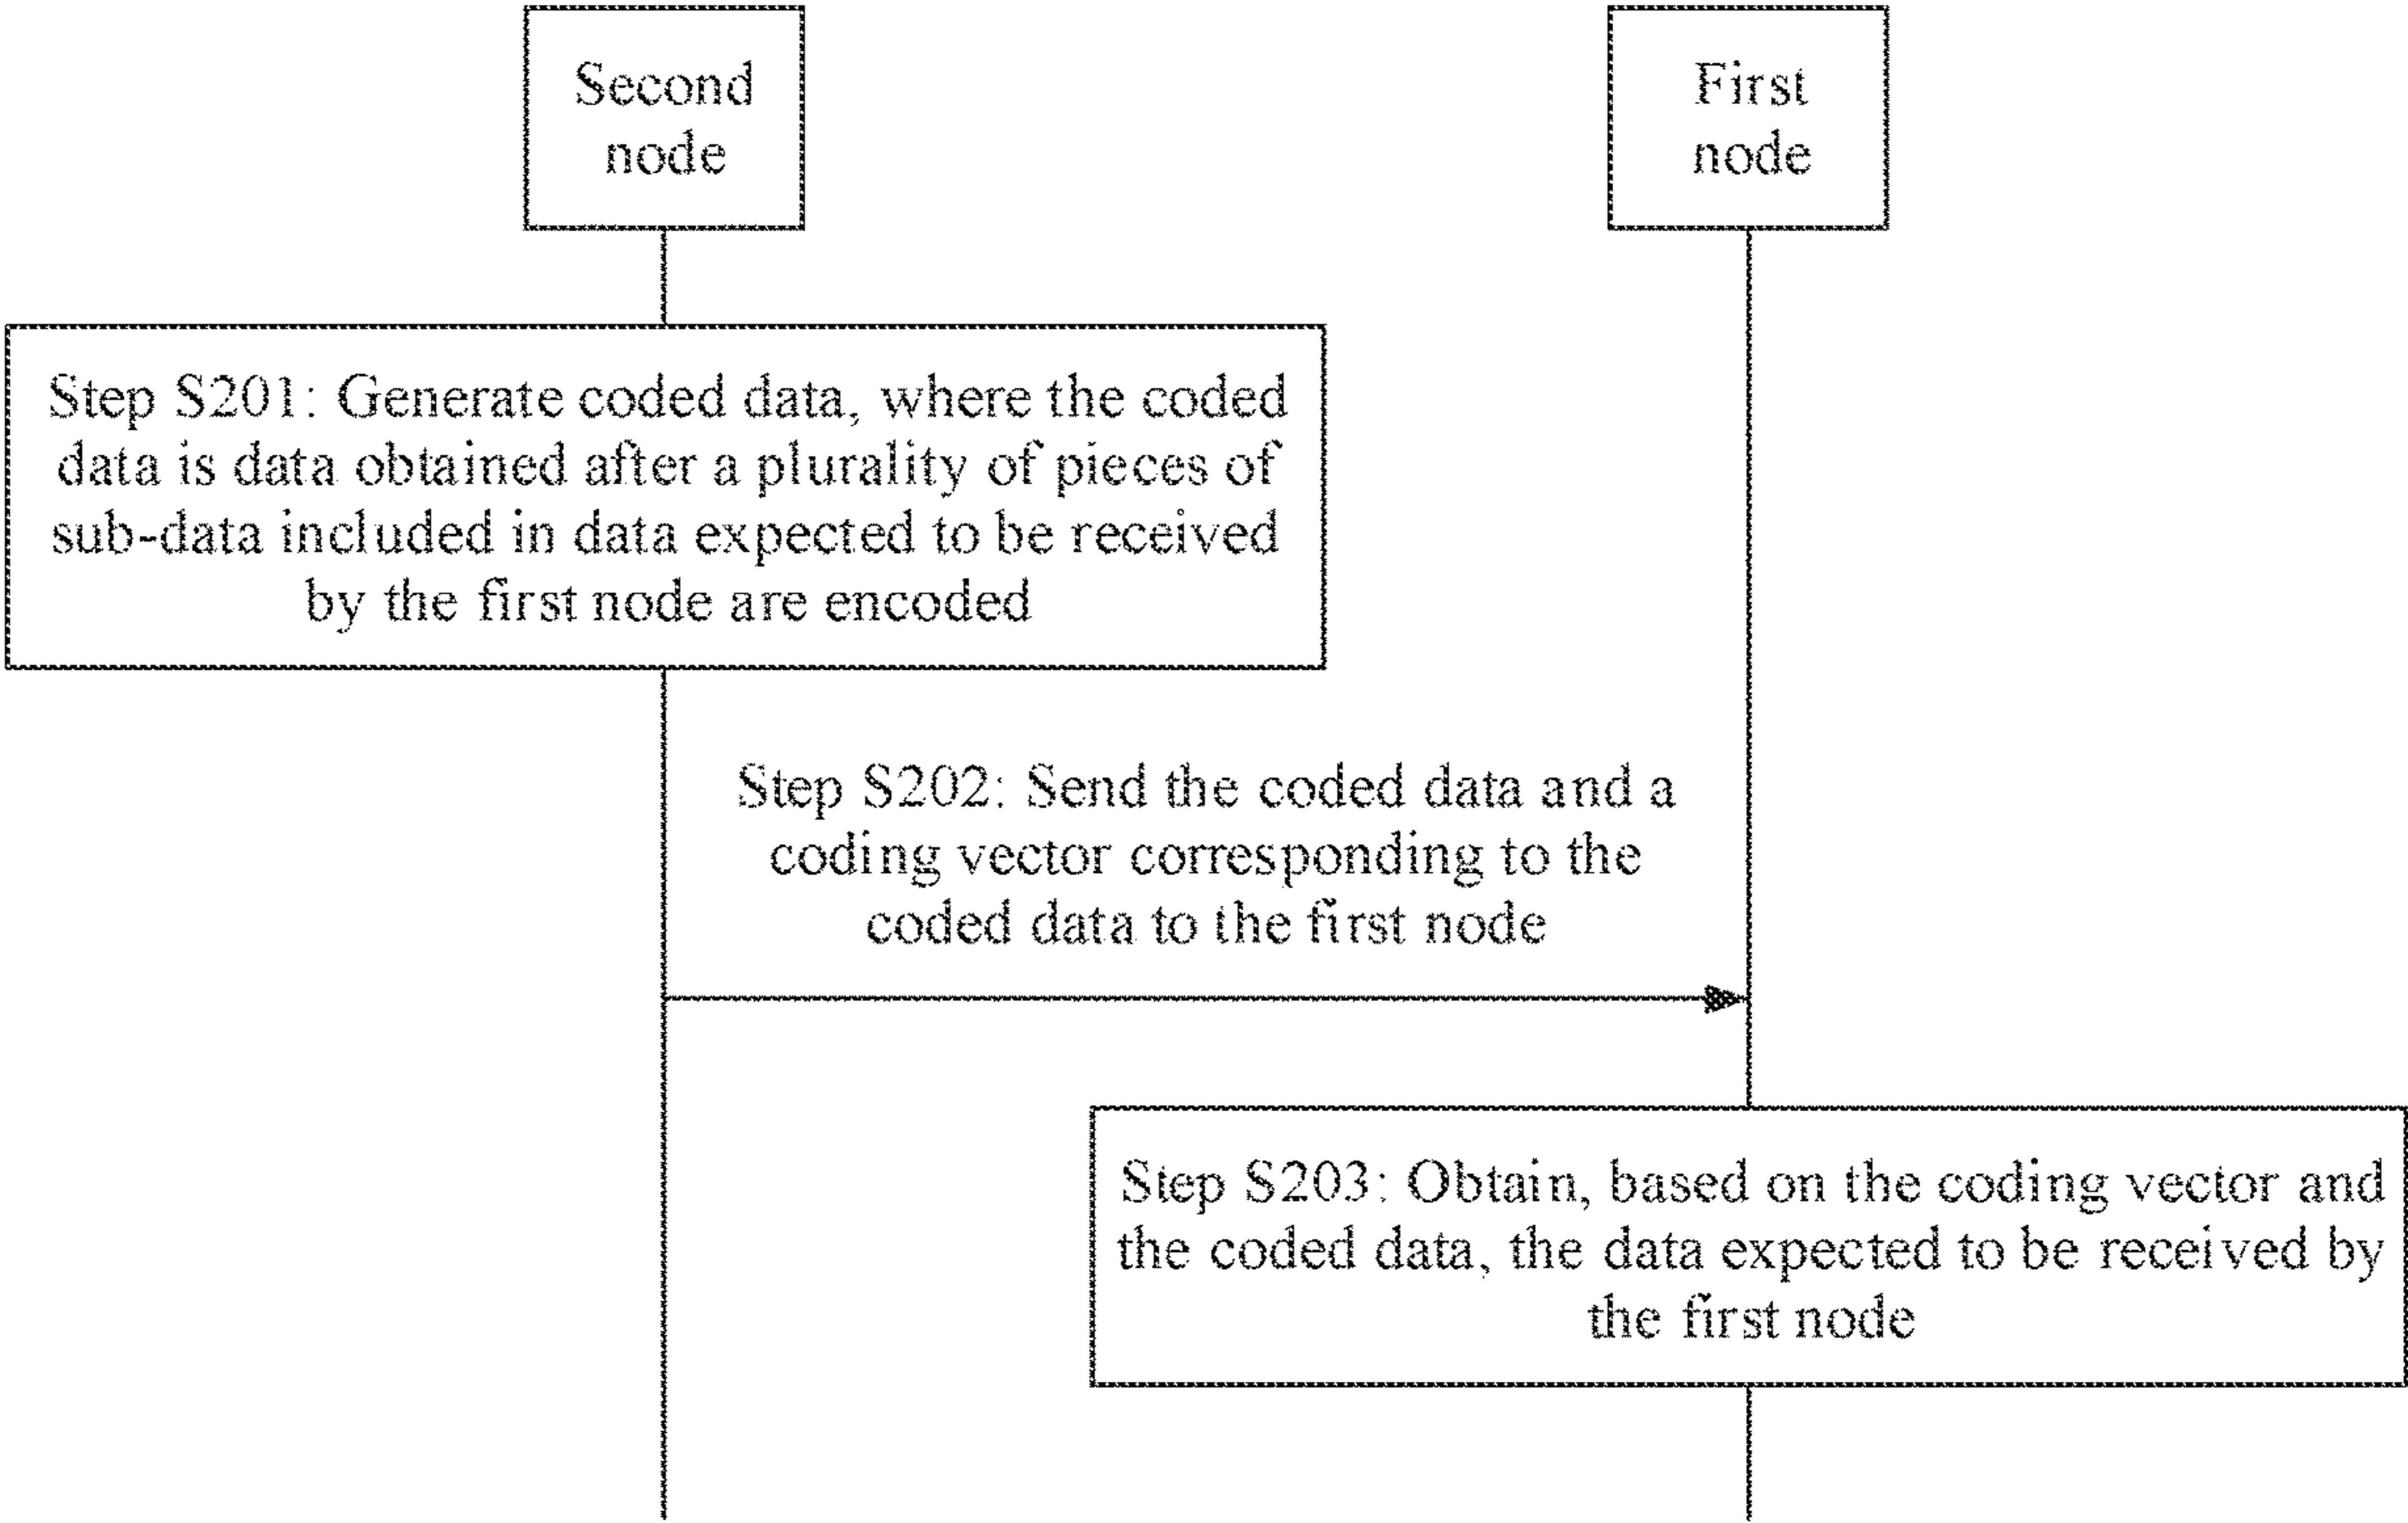 Second
node
First
node
Step S201: Generate coded data, where the coded
data is data obtained after a plurality of pieces of
sub-data included in data expected to be received
by the first node are encoded
Step S202: Send the coded data and a
coding vector corresponding to the
coded data to the first node
Step S203: Obtain, based on the coding vector and
the coded data, the data expected to be received by
the first node